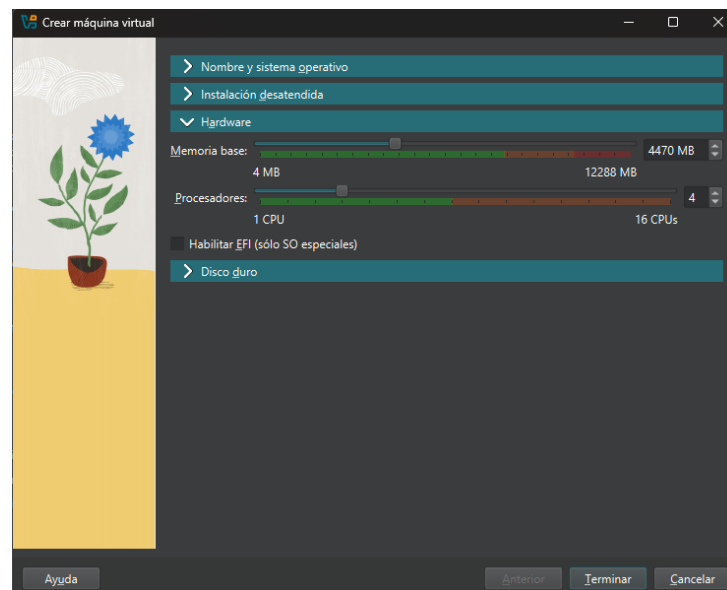 Crear máquina virtual
Nombre y sistema operativo
Instalación desatendida
Hardware
Memoria base: 4470 MB
4 MB 12288 MB
Procesadores: 4
1 CPU 16 CPUs
Habilitar EFI (sólo SO especiales)
Disco duro
Ayuda Anterior Terminar Cancelar